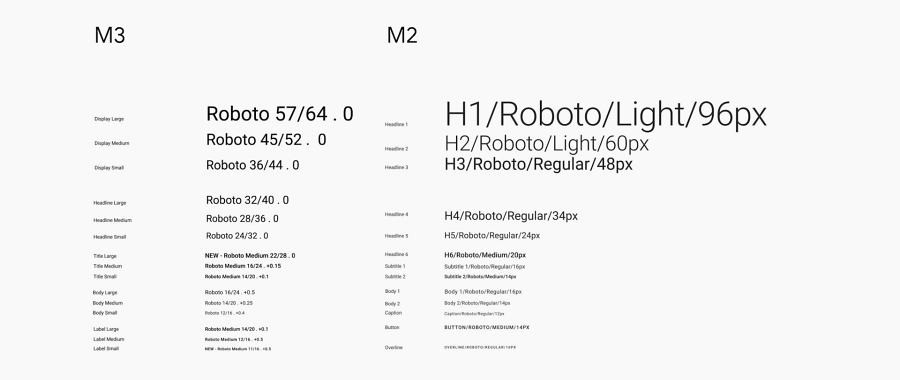 M3
Display Large Roboto 57/64 . 0
Display Medium Roboto 45/52 . 0
Display Small Roboto 36/44 . 0
Headline Large Roboto 32/40 . 0
Headline Medium Roboto 28/36 . 0
Headline Small Roboto 24/32 . 0
Title Large NEW - Roboto Medium 22/28 . 0
Title Medium Roboto Medium 16/24 . +0.15
Title Small Roboto Medium 14/20 . +0.1
Body Large Roboto 16/24 . +0.5
Body Medium Roboto 14/20 . +0.25
Body Small Roboto 12/16 . +0.4
Label Large Roboto Medium 14/20 . +0.1
Label Medium Roboto Medium 12/16 . +0.5
Label Small NEW - Roboto Medium 11/16 . +0.5
M2
Headline 1 H1/Roboto/Light/96px
Headline 2 H2/Roboto/Light/60px
Headline 3 H3/Roboto/Regular/48px
Headline 4 H4/Roboto/Regular/34px
Headline 5 H5/Roboto/Regular/24px
Headline 6 H6/Roboto/Medium/20px
Subtitle 1 Subtitle 1/Roboto/Regular/16px
Subtitle 2 Subtitle 2/Roboto/Medium/14px
Body 1 Body 1/Roboto/Regular/16px
Body 2 Body 2/Roboto/Regular/14px
Caption Caption/Roboto/Regular/12px
Button BUTTON/ROBOTO/MEDIUM/14PX
Overline OVERLINE/ROBOTO/REGULAR/10PX